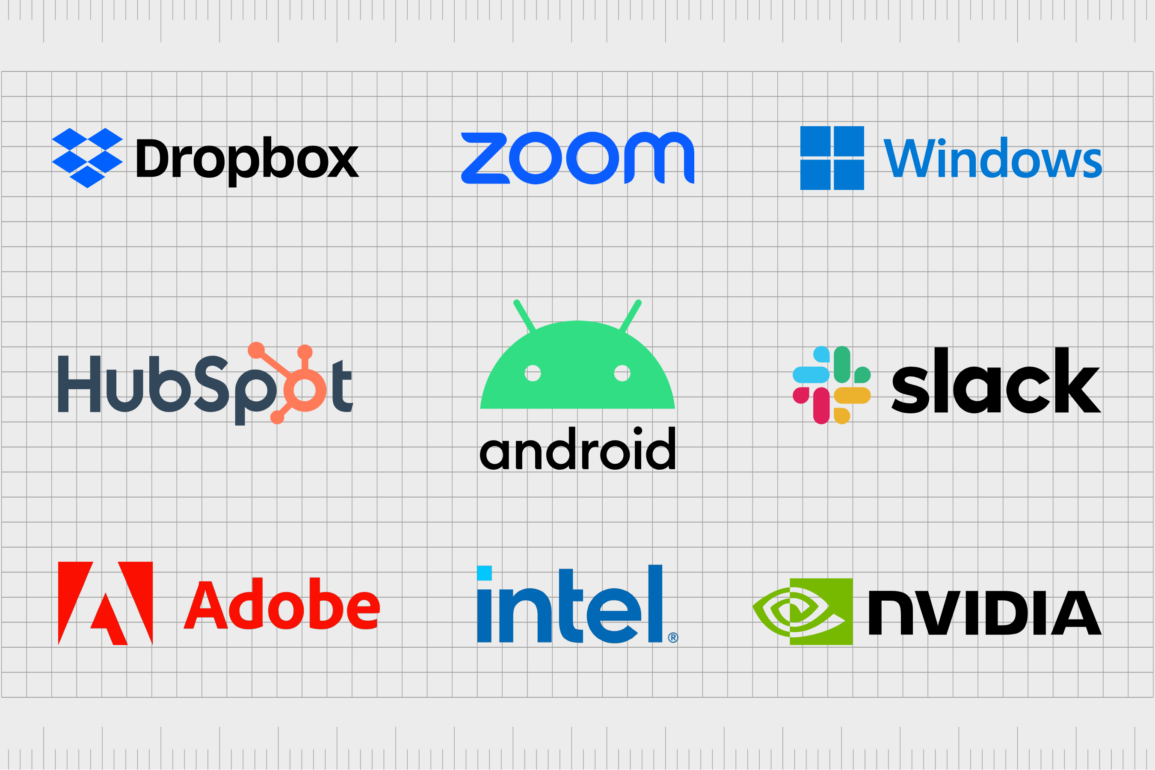 Dropbox
zoom
Windows
HubSpot
android
slack
Adobe
intel®
NVIDIA